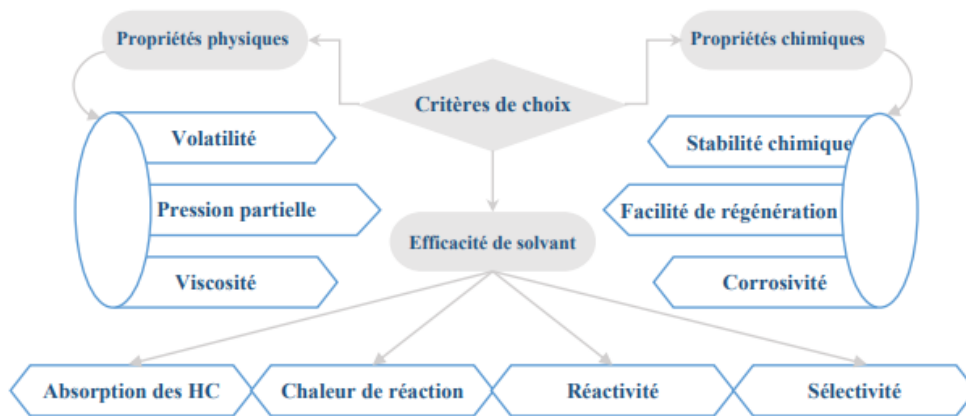 Propriétés physiques
Propriétés chimiques
Critères de choix
Volatilité
Stabilité chimique
Pression partielle
Facilité de régénération
Efficacité de solvant
Viscosité
Corrosivité
Absorption des HC
Chaleur de réaction
Réactivité
Sélectivité